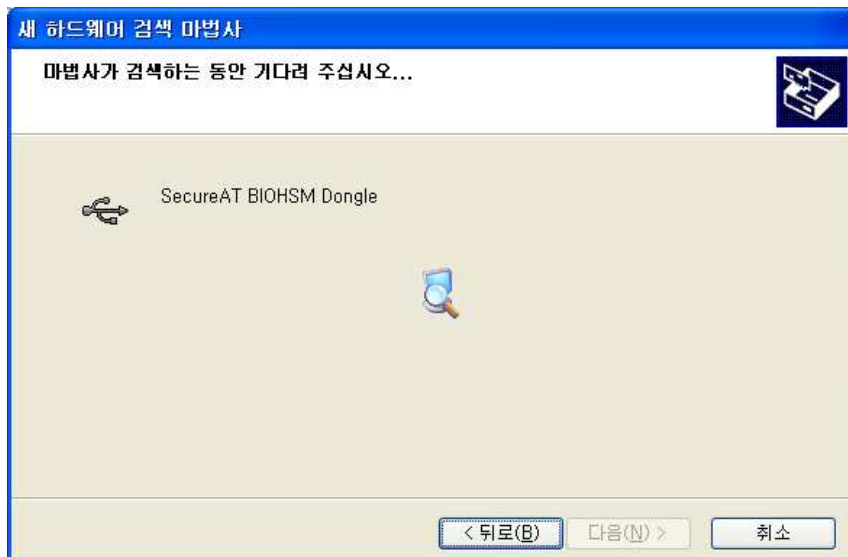 새 하드웨어 검색 마법사
마법사가 검색하는 동안 기다려 주십시오...
SecureAT BIOHSM Dongle
< 뒤로(B)
다음(N) >
취소